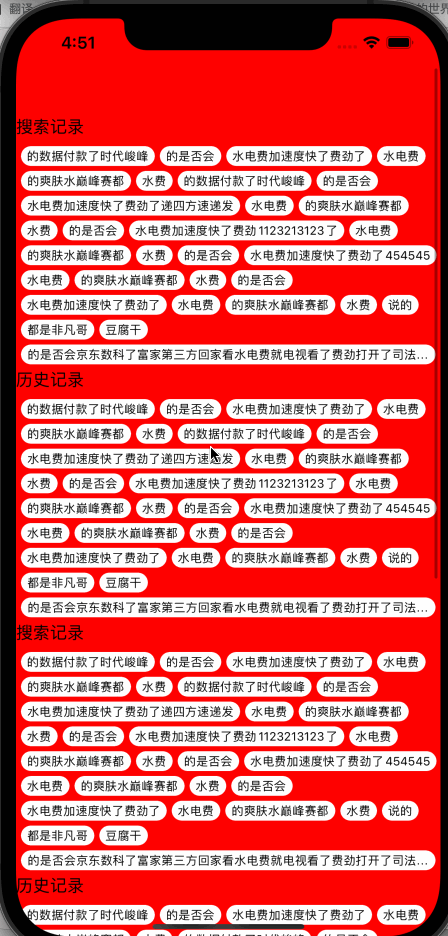 翻译
的世界
4:51
搜索记录
的数据付款了时代峻峰 的是否会 水电费加速度快了费劲了 水电费
的爽肤水巅峰赛都 水费 的数据付款了时代峻峰 的是否会
水电费加速度快了费劲了递四方速递发 水电费 的爽肤水巅峰赛都
水费 的是否会 水电费加速度快了费劲1123213123了 水电费
的爽肤水巅峰赛都 水费 的是否会 水电费加速度快了费劲了454545
水电费 的爽肤水巅峰赛都 水费 的是否会
水电费加速度快了费劲了 水电费 的爽肤水巅峰赛都 水费 说的
都是非凡哥 豆腐干
的是否会京东数科了富家第三方回家看水电费就电视看了费劲打开了司法...
历史记录
的数据付款了时代峻峰 的是否会 水电费加速度快了费劲了 水电费
的爽肤水巅峰赛都 水费 的数据付款了时代峻峰 的是否会
水电费加速度快了费劲了递四方速递发 水电费 的爽肤水巅峰赛都
水费 的是否会 水电费加速度快了费劲1123213123了 水电费
的爽肤水巅峰赛都 水费 的是否会 水电费加速度快了费劲了454545
水电费 的爽肤水巅峰赛都 水费 的是否会
水电费加速度快了费劲了 水电费 的爽肤水巅峰赛都 水费 说的
都是非凡哥 豆腐干
的是否会京东数科了富家第三方回家看水电费就电视看了费劲打开了司法...
搜索记录
的数据付款了时代峻峰 的是否会 水电费加速度快了费劲了 水电费
的爽肤水巅峰赛都 水费 的数据付款了时代峻峰 的是否会
水电费加速度快了费劲了递四方速递发 水电费 的爽肤水巅峰赛都
水费 的是否会 水电费加速度快了费劲1123213123了 水电费
的爽肤水巅峰赛都 水费 的是否会 水电费加速度快了费劲了454545
水电费 的爽肤水巅峰赛都 水费 的是否会
水电费加速度快了费劲了 水电费 的爽肤水巅峰赛都 水费 说的
都是非凡哥 豆腐干
的是否会京东数科了富家第三方回家看水电费就电视看了费劲打开了司法...
历史记录
的数据付款了时代峻峰 的是否会 水电费加速度快了费劲了 水电费